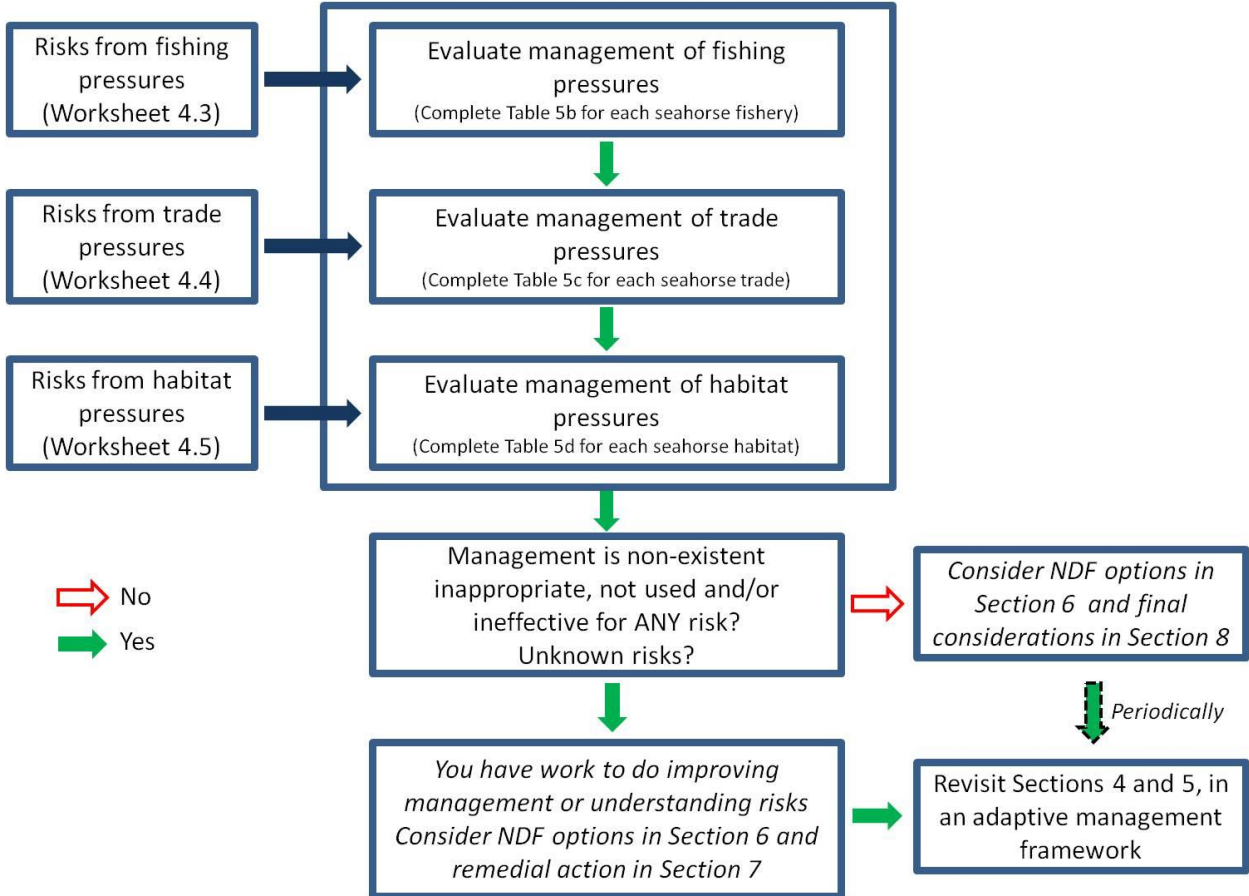 Risks from fishing
pressures
(Worksheet 4.3)
Evaluate management of fishing
pressures
(Complete Table 5b for each seahorse fishery)
Risks from trade
pressures
(Worksheet 4.4)
Evaluate management of trade
pressures
(Complete Table 5c for each seahorse trade)
Risks from habitat
pressures
(Worksheet 4.5)
Evaluate management of habitat
pressures
(Complete Table 5d for each seahorse habitat)
Management is non-existent
inappropriate, not used and/or
ineffective for ANY risk?
Unknown risks?
No
Yes
Consider NDF options in
Section 6 and final
considerations in Section 8
Periodically
You have work to do improving
management or understanding risks
Consider NDF options in Section 6 and
remedial action in Section 7
Revisit Sections 4 and 5, in
an adaptive management
framework